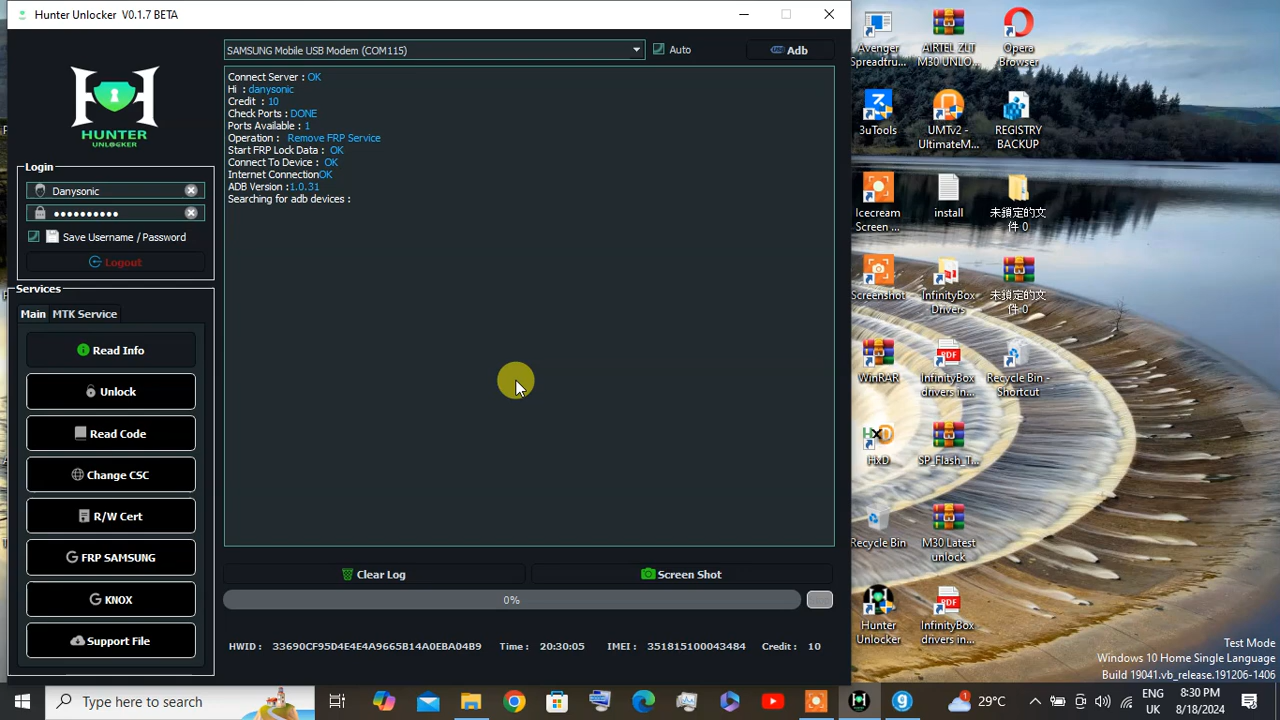 Hunter Unlocker V0.1.7 BETA
SAMSUNG Mobile USB Modem (COM115)
Auto
Adb
HUNTER
UNLOCKER
Login
Danysonic
●●●●●●●●●●
Save Username / Password
Logout
Services
Main
MTK Service
Read Info
Unlock
Read Code
Change CSC
R/W Cert
FRP SAMSUNG
KNOX
Support File
Connect Server : OK
Hi : danysonic
Credit : 10
Check Ports : DONE
Ports Available : 1
Operation : Remove FRP Service
Start FRP Lock Data : OK
Connect To Device : OK
Internet ConnectionOK
ADB Version :1.0.31
Searching for adb devices :
Clear Log
Screen Shot
0%
HWID : 33690CF95D4E4E4A9665B14A0EBA04B9 Time : 20:30:05 IMEI : 351815100043484 Credit : 10
Avenger
Spreadtru...
AIRTEL ZLT
M30 UNLO...
Opera
Browser
3uTools
UMTv2 -
UltimateM...
REGISTRY
BACKUP
Icecream
Screen ...
install
未鎖定的文
件 0
Screenshot
InfinityBox
Drivers
未鎖定的文
件 0
WinRAR
PDF
InfinityBox
drivers in...
Recycle Bin -
Shortcut
HxD
HxD
SP_Flash_T...
Recycle Bin
M30 Latest
unlock
Hunter
Unlocker
PDF
InfinityBox
drivers in...
Test Mode
Windows 10 Home Single Language
Build 19041.vb_release.191206-1406
Type here to search
29°C
ENG
UK
8:30 PM
8/18/2024